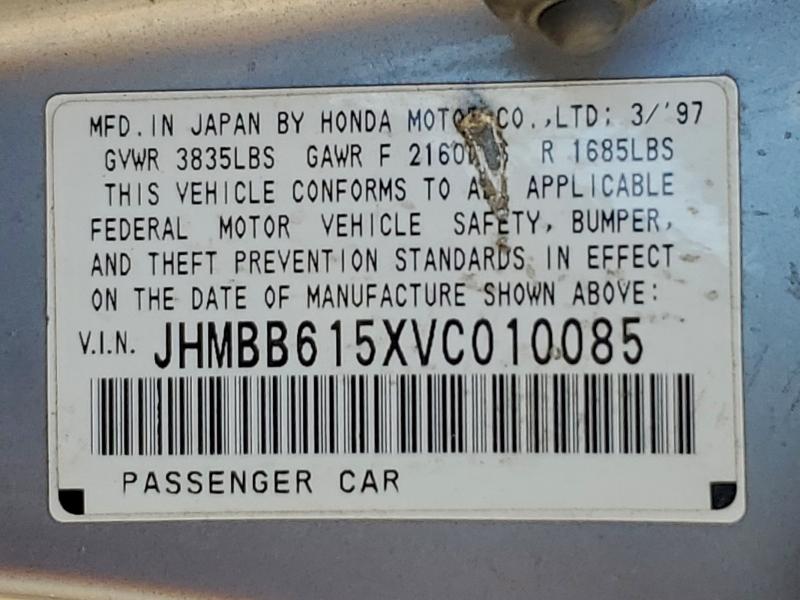 MFD. IN JAPAN BY HONDA MOTOR CO.,LTD: 3/'97
GVWR 3835LBS GAWR F 2160 R 1685LBS
THIS VEHICLE CONFORMS TO APPLICABLE
FEDERAL MOTOR VEHICLE SAFETY, BUMPER,
AND THEFT PREVENTION STANDARDS IN EFFECT
ON THE DATE OF MANUFACTURE SHOWN ABOVE:
V.I.N. JHMBB615XVC010085
PASSENGER CAR